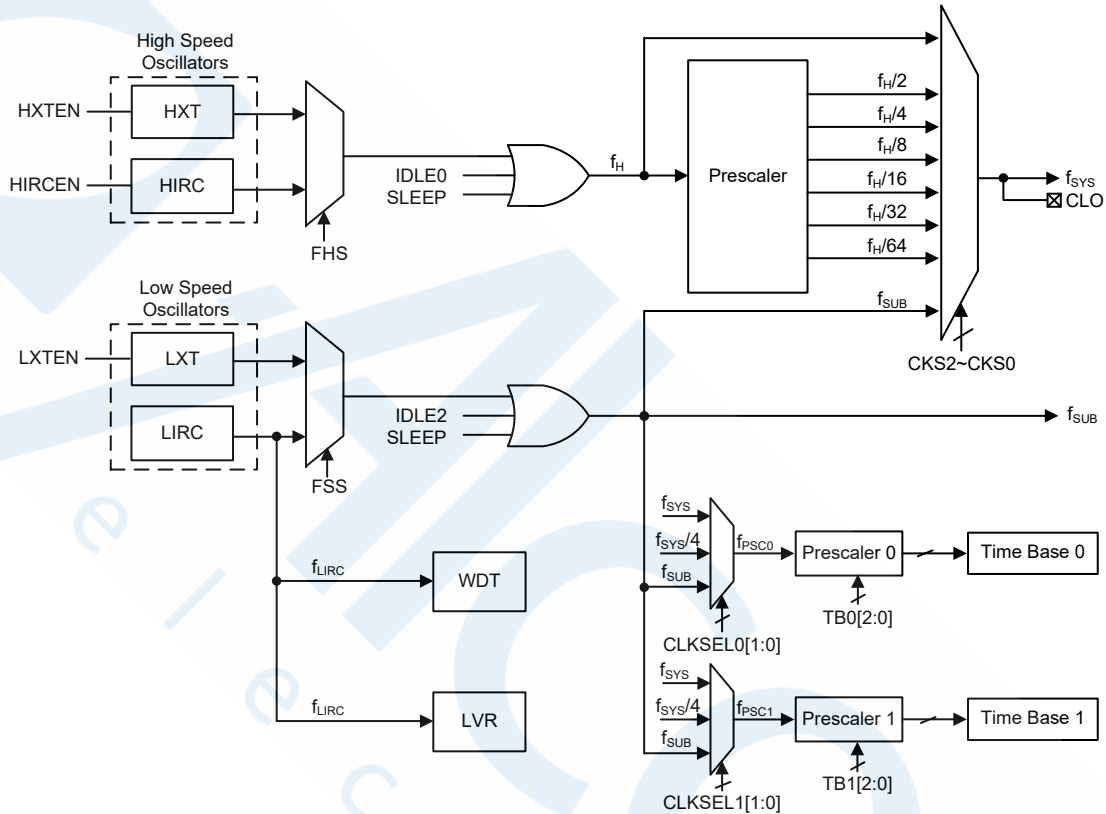 High Speed
Oscillators
HXTEN
HXT
HIRCEN
HIRC
FHS
IDLE0
SLEEP
fH
Prescaler
fH/2
fH/4
fH/8
fH/16
fH/32
fH/64
fSUB
CKS2~CKS0
fSYS
CLO
Low Speed
Oscillators
LXTEN
LXT
LIRC
FSS
IDLE2
SLEEP
fSUB
fLIRC
WDT
fLIRC
LVR
fSYS
fSYS/4
fSUB
CLKSEL0[1:0]
fPSC0
Prescaler 0
TB0[2:0]
Time Base 0
fSYS
fSYS/4
fSUB
CLKSEL1[1:0]
fPSC1
Prescaler 1
TB1[2:0]
Time Base 1